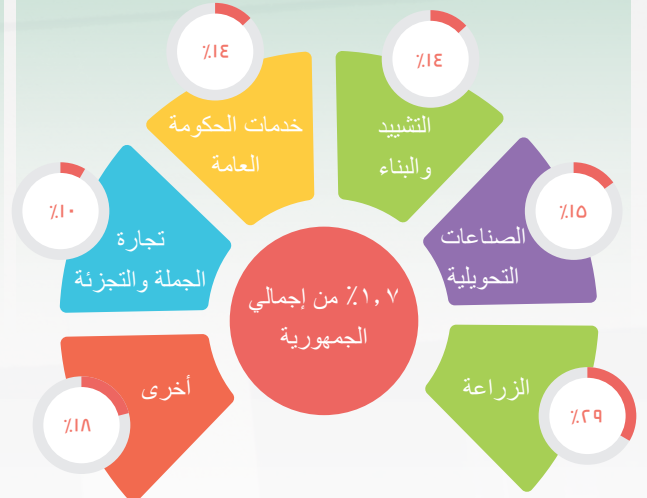 ٪١٤
التشييد
والبناء
٪١٤
خدمات الحكومة
العامة
٪١٥
الصناعات
التحويلية
٪١٠
تجارة
الجملة والتجزئة
١,٧٪ من إجمالي
الجمهورية
٪٢٩
الزراعة
٪١٨
أخرى